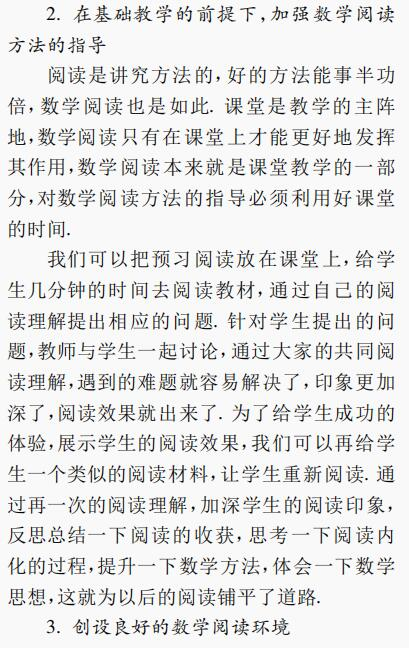 2. 在基础教学的前提下,加强数学阅读
方法的指导
阅读是讲究方法的,好的方法能事半功
倍,数学阅读也是如此. 课堂是教学的主阵
地,数学阅读只有在课堂上才能更好地发挥
其作用,数学阅读本来就是课堂教学的一部
分,对数学阅读方法的指导必须利用好课堂
的时间.
我们可以把预习阅读放在课堂上,给学
生几分钟的时间去阅读教材,通过自己的阅
读理解提出相应的问题. 针对学生提出的问
题,教师与学生一起讨论,通过大家的共同阅
读理解,遇到的难题就容易解决了,印象更加
深了,阅读效果就出来了. 为了给学生成功的
体验,展示学生的阅读效果,我们可以再给学
生一个类似的阅读材料,让学生重新阅读. 通
过再一次的阅读理解,加深学生的阅读印象,
反思总结一下阅读的收获,思考一下阅读内
化的过程,提升一下数学方法,体会一下数学
思想,这就为以后的阅读铺平了道路.
3. 创设良好的数学阅读环境